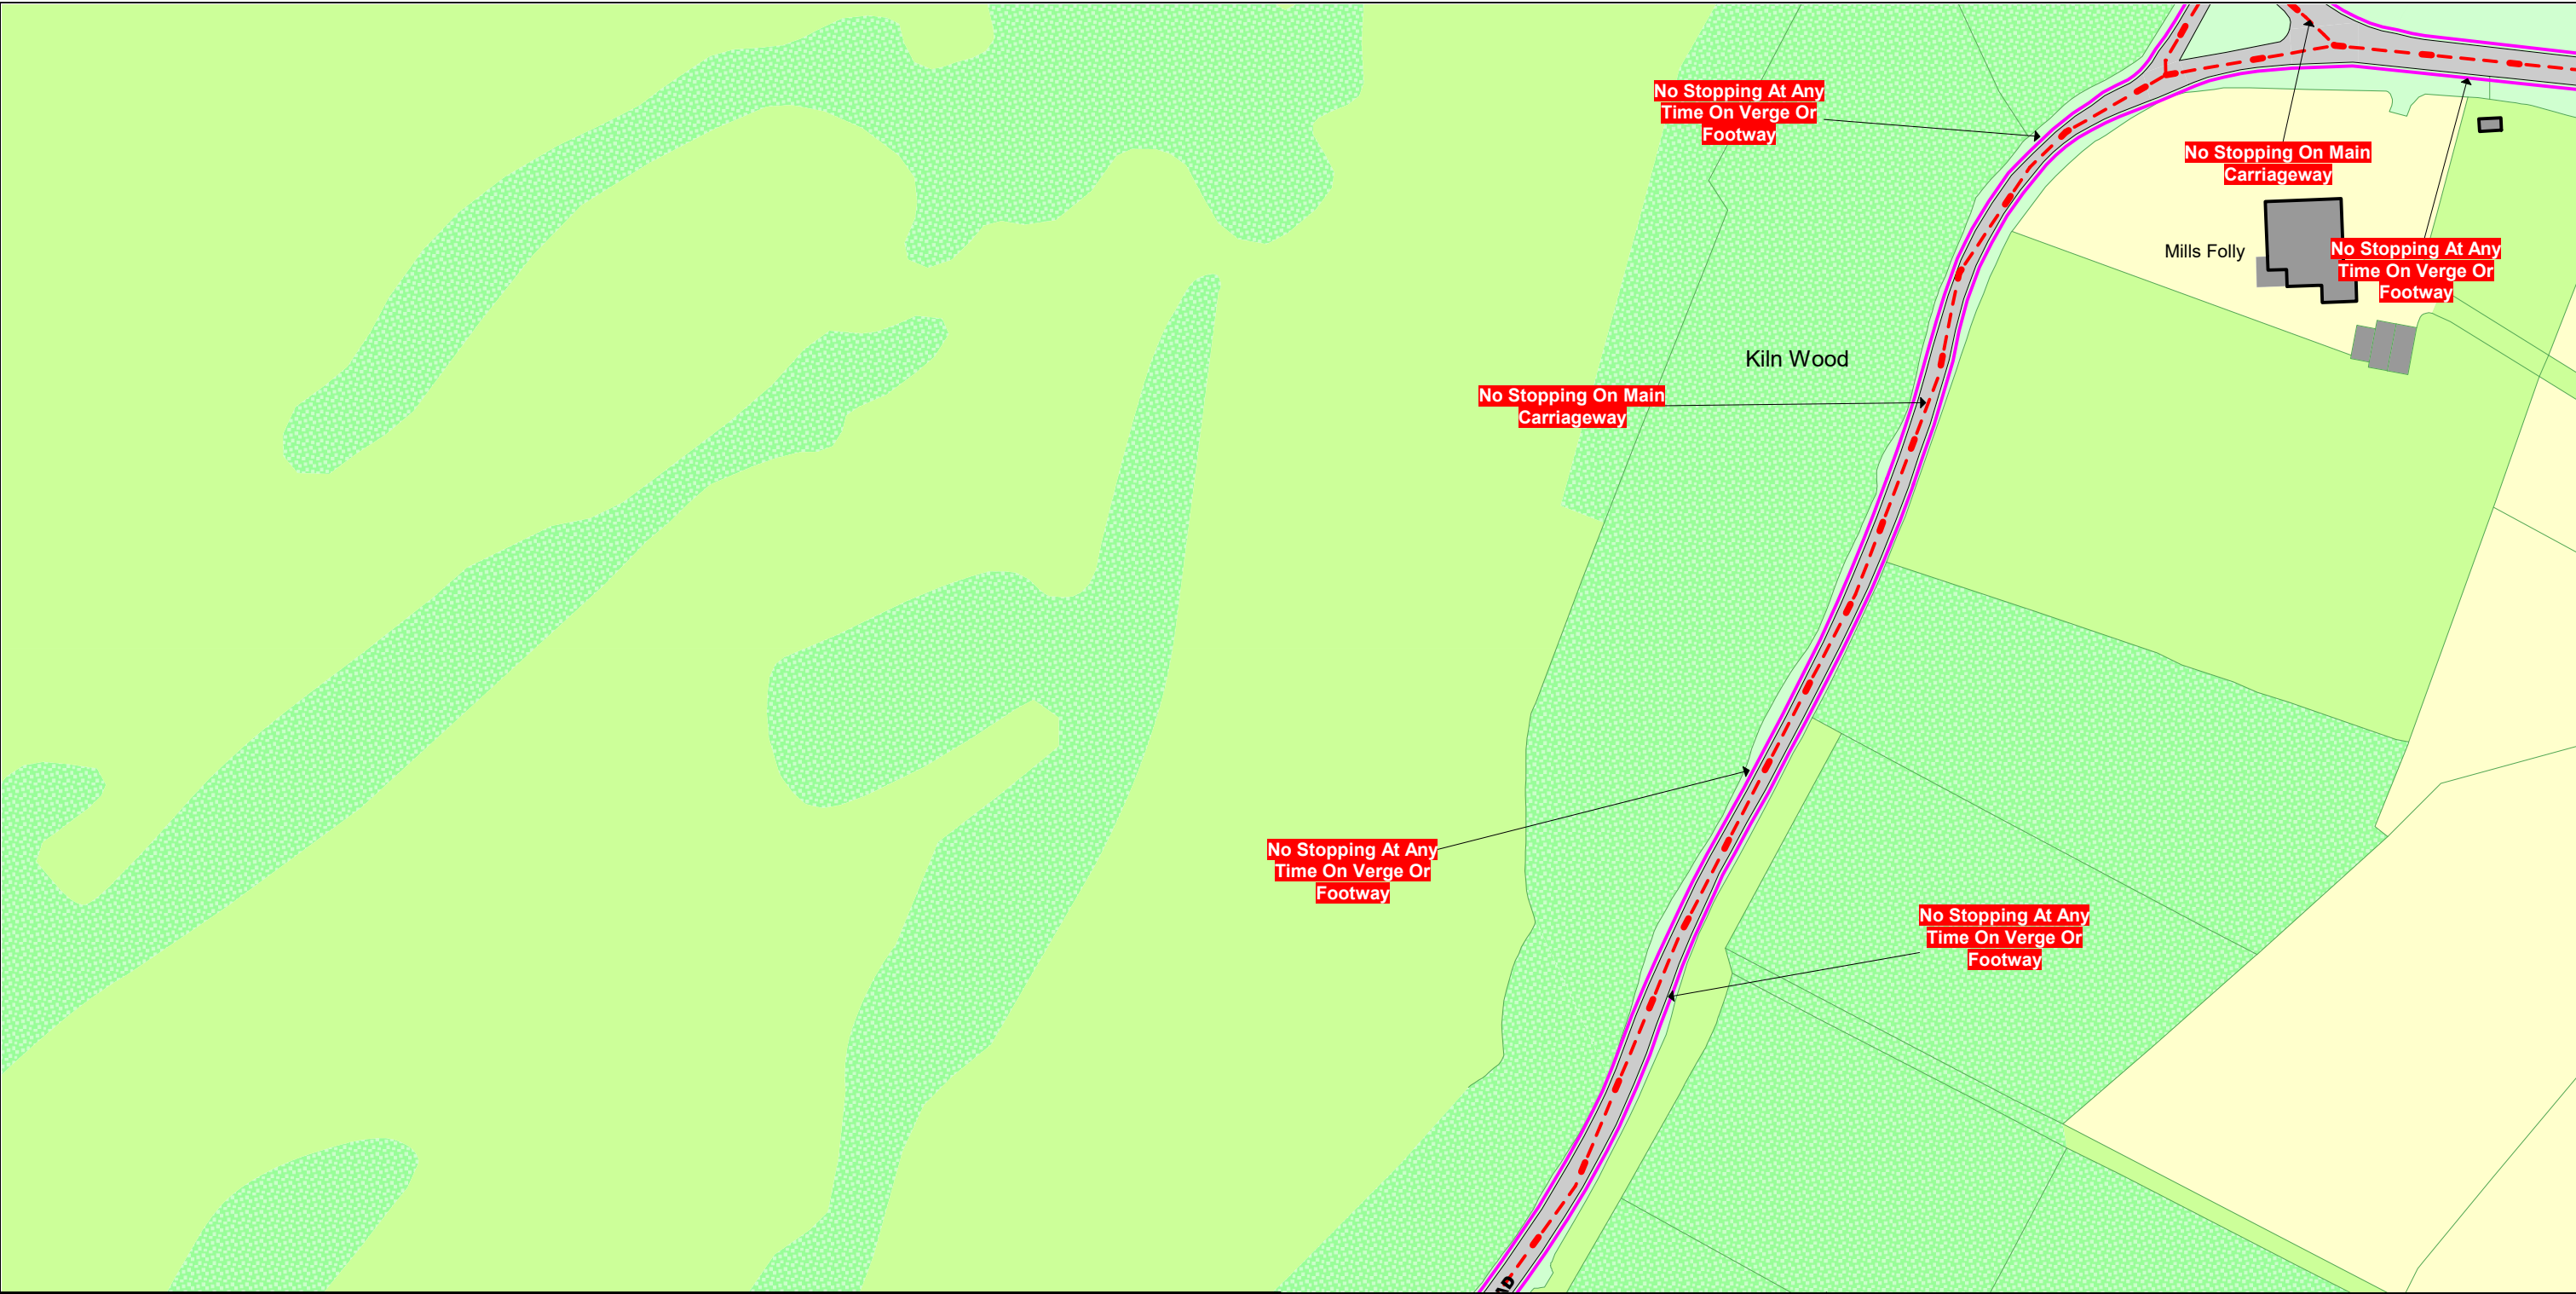 No Stopping At Any
Time On Verge Or
Footway
No Stopping On Main
Carriageway
Mills Folly
No Stopping At Any
Time On Verge Or
Footway
Kiln Wood
No Stopping On Main
Carriageway
No Stopping At Any
Time On Verge Or
Footway
No Stopping At Any
Time On Verge Or
Footway
AD